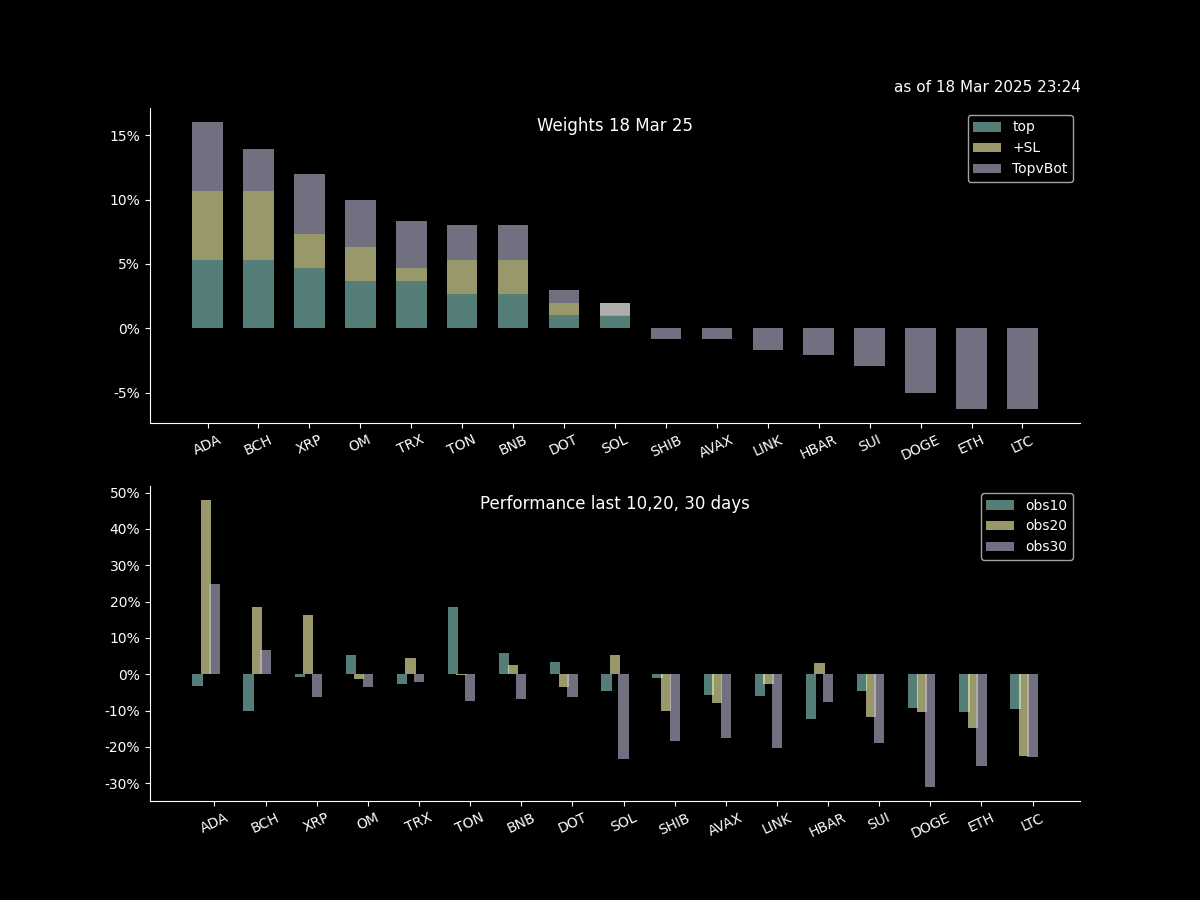 as of 18 Mar 2025 23:24
Weights 18 Mar 25
top
+SL
TopvBot
15%
10%
5%
0%
-5%
ADA BCH XRP OM TRX TON BNB DOT SOL SHIB AVAX LINK HBAR SUI DOGE ETH LTC
Performance last 10,20, 30 days
obs10
obs20
obs30
50%
40%
30%
20%
10%
0%
-10%
-20%
-30%
ADA BCH XRP OM TRX TON BNB DOT SOL SHIB AVAX LINK HBAR SUI DOGE ETH LTC